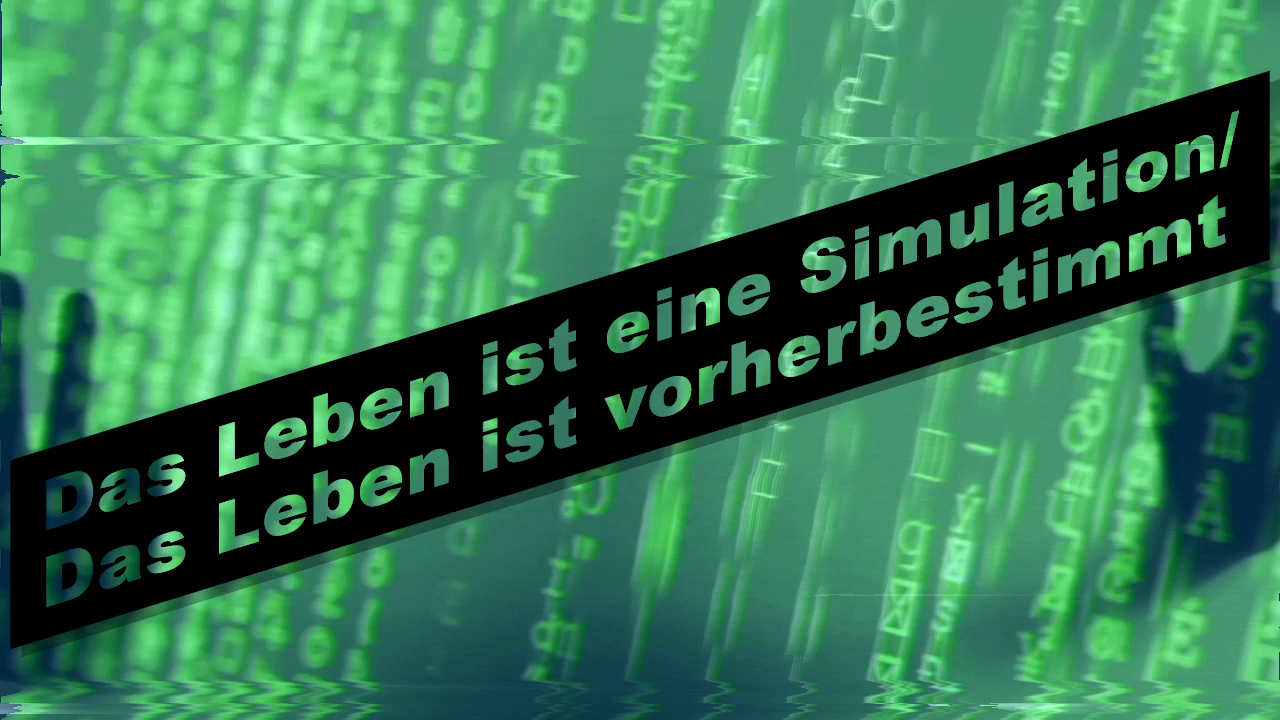 Das Leben ist eine Simulation/
Das Leben ist vorherbestimmt